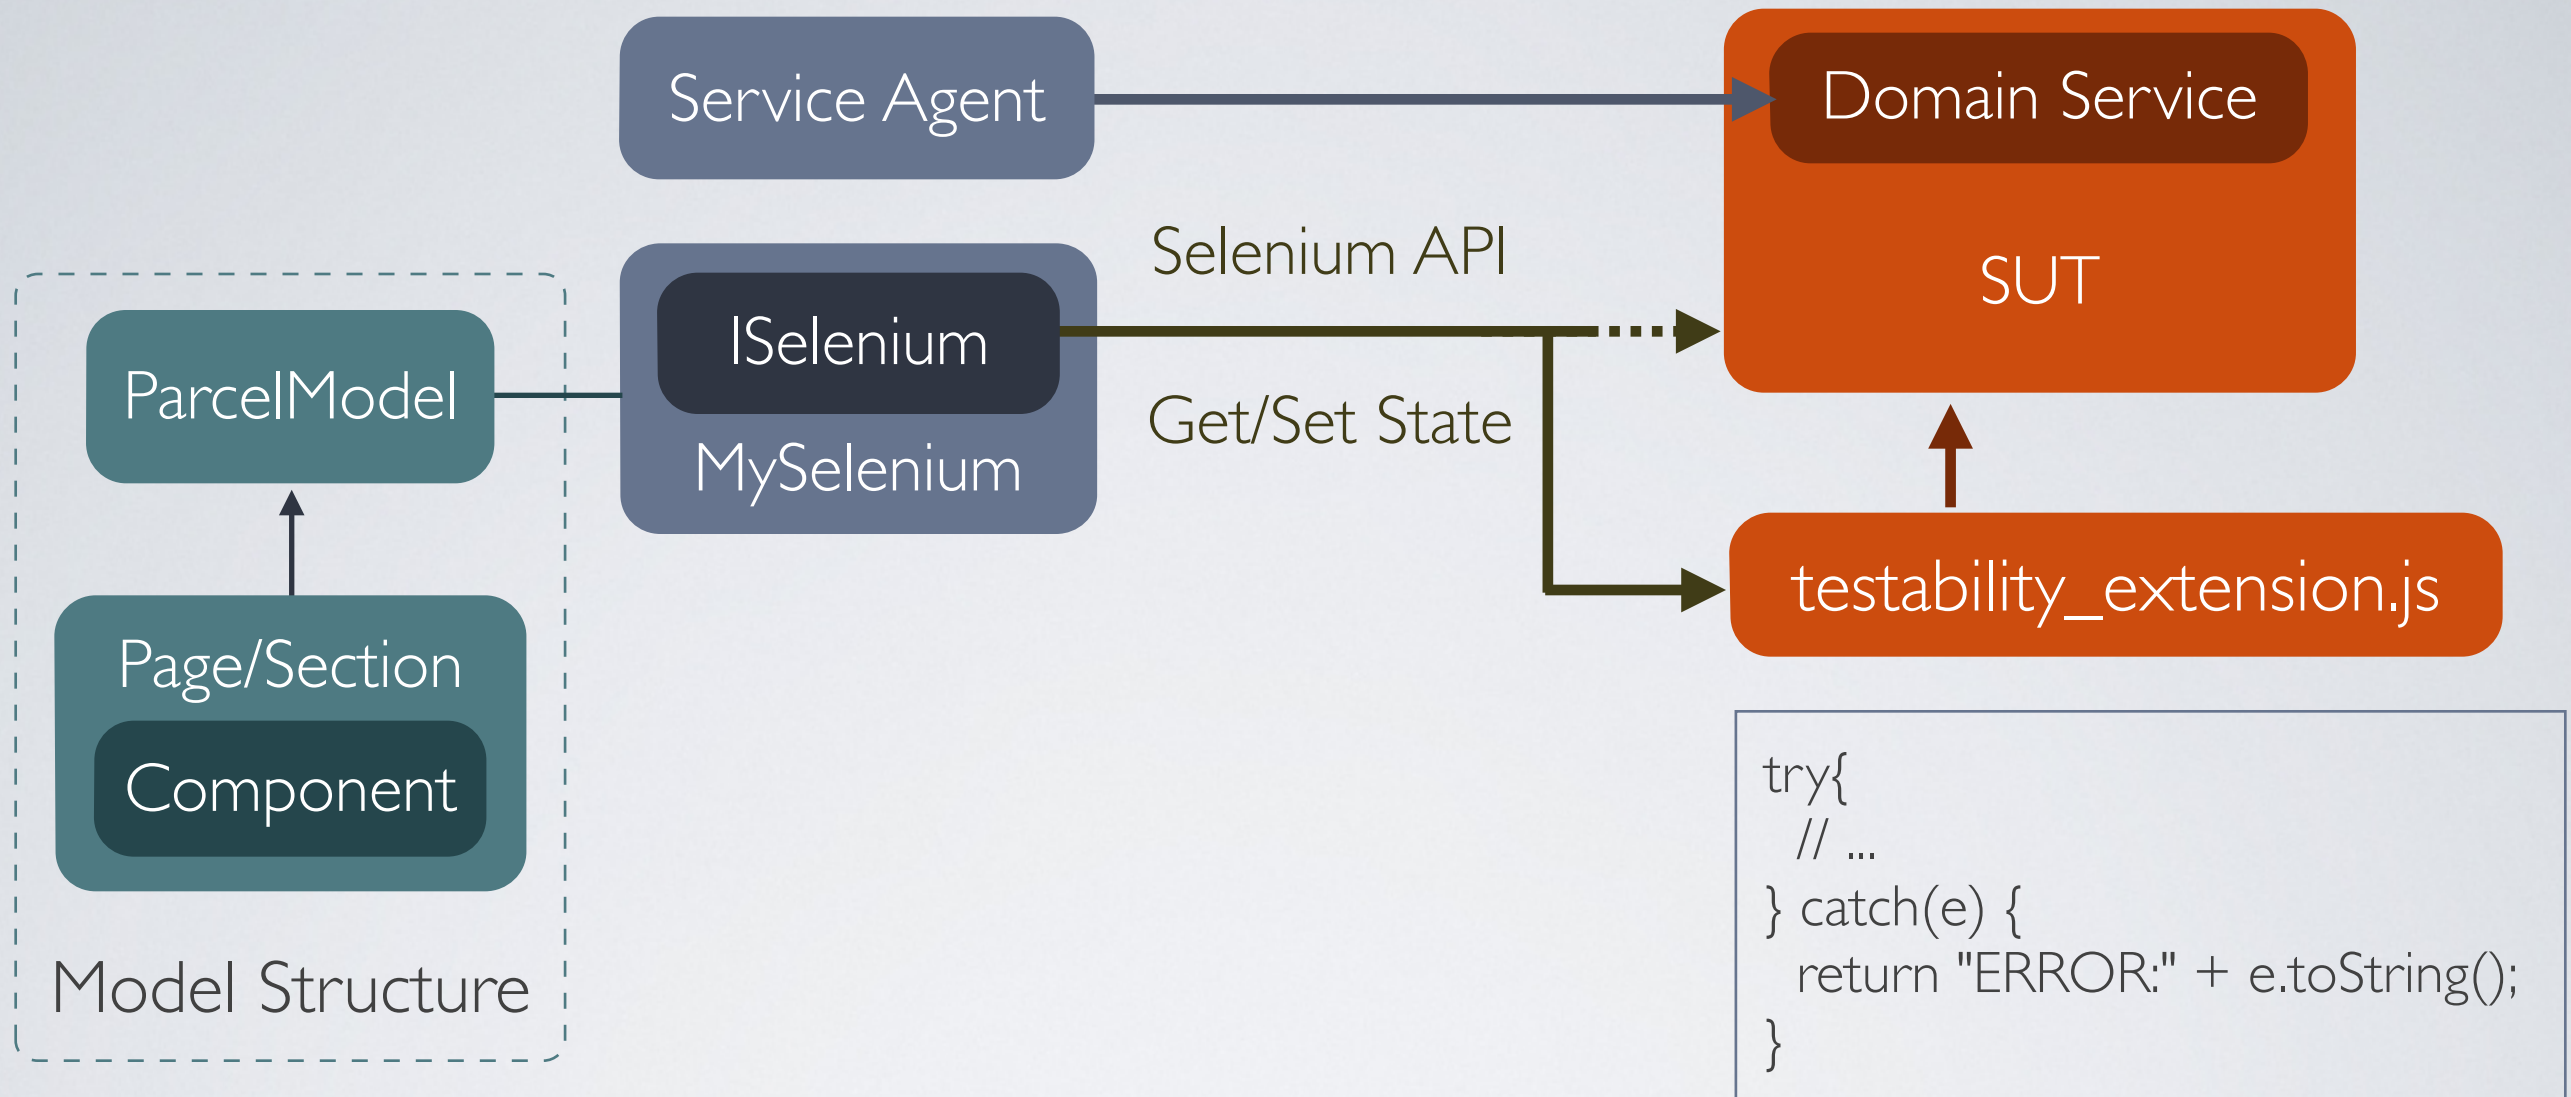 Service Agent
Domain Service
SUT
Selenium API
ISelenium
MySelenium
Get/Set State
ParcelModel
Page/Section
Component
Model Structure
testability_extension.js
try{
// ...
} catch(e) {
return "ERROR:" + e.toString();
}